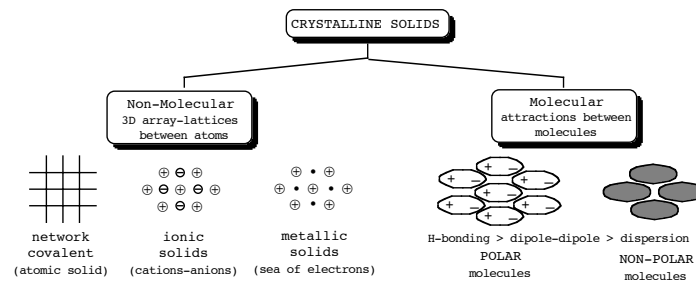 CRYSTALLINE SOLIDS
Non-Molecular
3D array-lattices
between atoms
Molecular
attractions between
molecules
network
covalent
(atomic solid)
ionic
solids
(cations-anions)
metallic
solids
(sea of electrons)
H-bonding > dipole-dipole > dispersion
POLAR
molecules
NON-POLAR
molecules